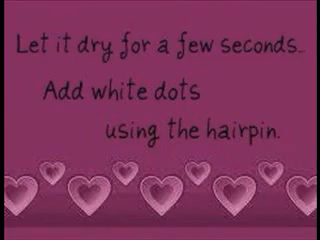 Let it dry for a few seconds...
Add white dots
using the hairpin.